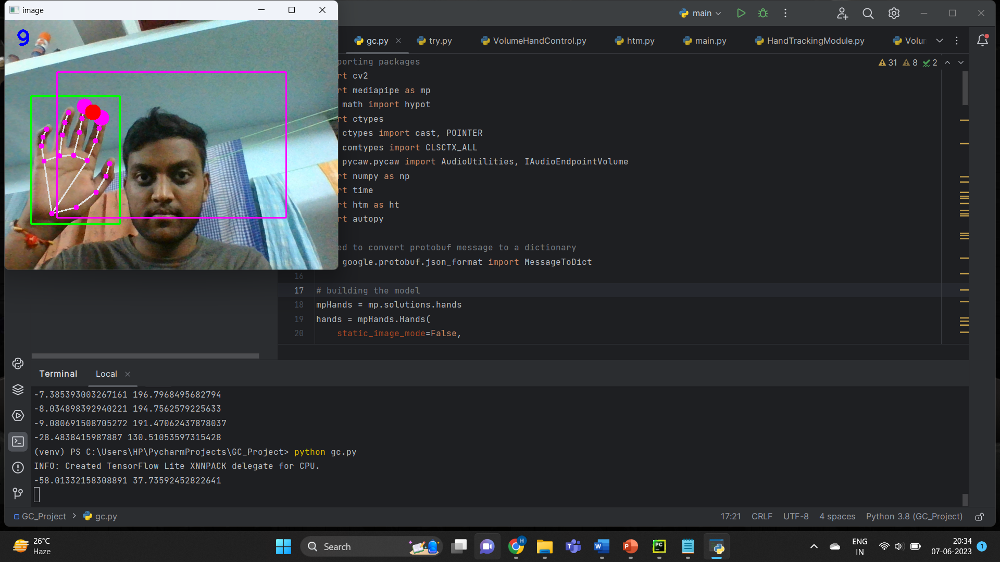 image
9
main
gc.py
try.py
VolumeHandControl.py
htm.py
main.py
HandTrackingModule.py
Volu
porting packages
31 8 2
rt cv2
rt mediapipe as mp
math import hypot
rt ctypes
ctypes import cast, POINTER
comtypes import CLSCTX_ALL
pycaw.pycaw import AudioUtilities, IAudioEndpointVolume
rt numpy as np
rt time
rt htm as ht
rt autopy
ed to convert protobuf message to a dictionary
google.protobuf.json_format import MessageToDict
16
17 # building the model
18 mpHands = mp.solutions.hands
19 hands = mpHands.Hands(
20 static_image_mode=False,
Terminal Local
-7.385393003267161 196.7968495682794
-8.034898392940221 194.7562579225633
-9.080691508705272 191.47062437878037
-28.4838415987887 130.51053597315428
(venv) PS C:\Users\HP\PycharmProjects\GC_Project> python gc.py
INFO: Created TensorFlow Lite XNNPACK delegate for CPU.
-58.01332158308891 37.73592452822641
GC_Project > gc.py
17:21 CRLF UTF-8 4 spaces Python 3.8 (GC_Project)
26°C
Haze
Search
H
T
W
P
PC
ENG
IN
20:34
07-06-2023
1